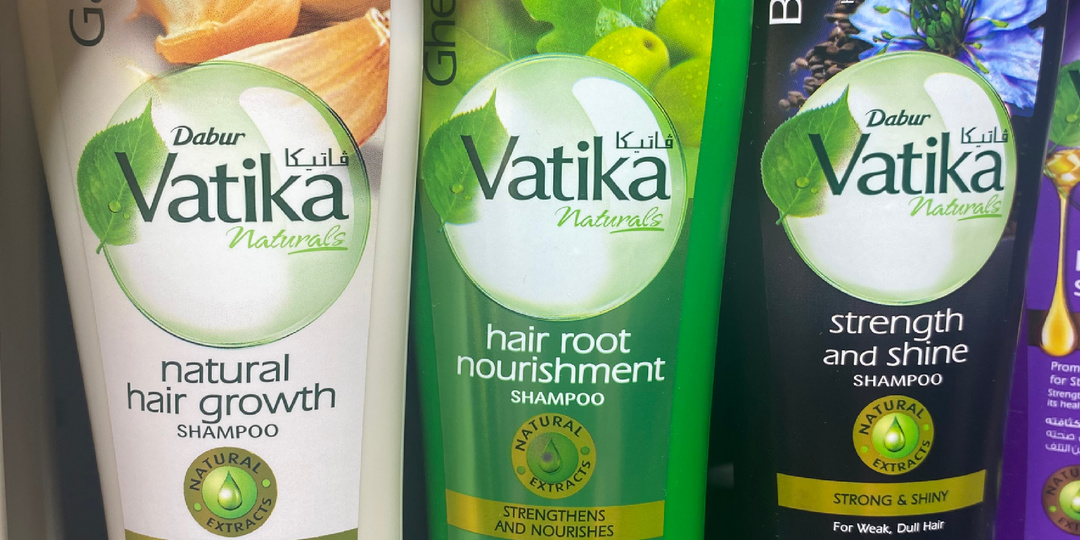 Dabur
فاتيكا
Vatika
Naturals
natural
hair growth
SHAMPOO
NATURAL
EXTRACTS
فاتيكا
Vatika
Naturals
hair root
nourishment
SHAMPOO
NATURAL
EXTRACTS
STRENGTHENS
AND NOURISHES
Dabur
فاتيكا
Vatika
Naturals
strength
and shine
SHAMPOO
NATURAL
EXTRACTS
STRONG & SHINY
For Weak, Dull Hair